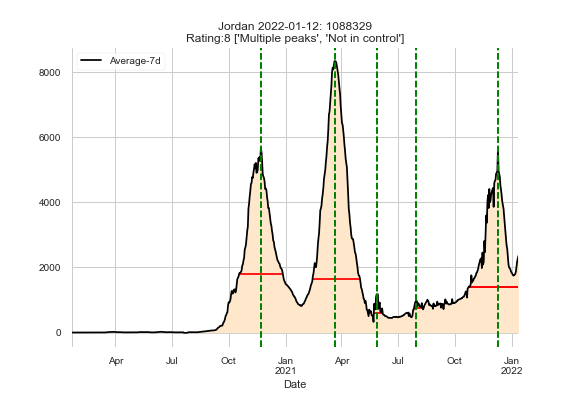 Jordan 2022-01-12: 1088329
Rating:8 ['Multiple peaks', 'Not in control']
Average-7d
8000
6000
4000
2000
0
Apr Jul Oct Jan Apr Jul Oct Jan
2021 2022
Date